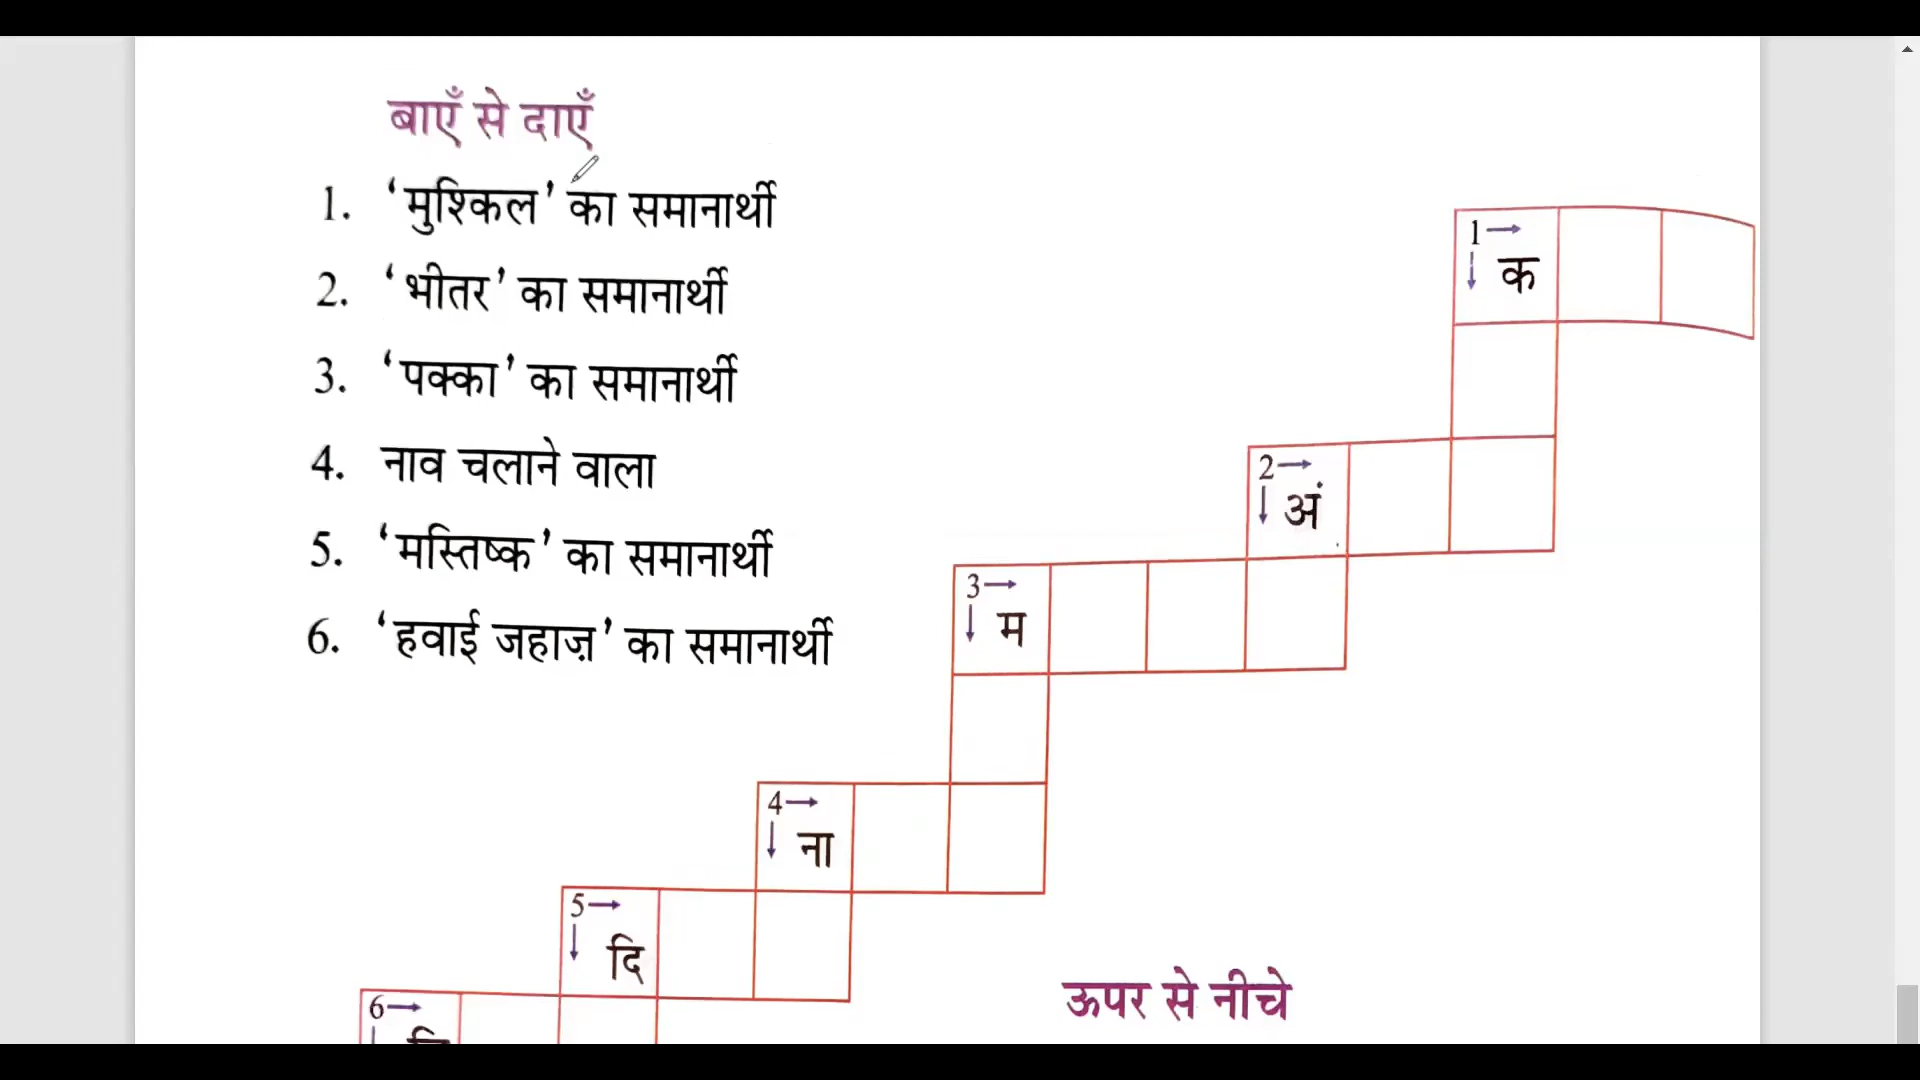 बाएँ से दाएँ
1. ‘मुश्किल’ का समानार्थी
2. ‘भीतर’ का समानार्थी
3. ‘पक्का’ का समानार्थी
4. नाव चलाने वाला
5. ‘मस्तिष्क’ का समानार्थी
6. ‘हवाई जहाज़’ का समानार्थी
1
क
2
अं
3
म
4
ना
5
दि
6
ऊपर से नीचे